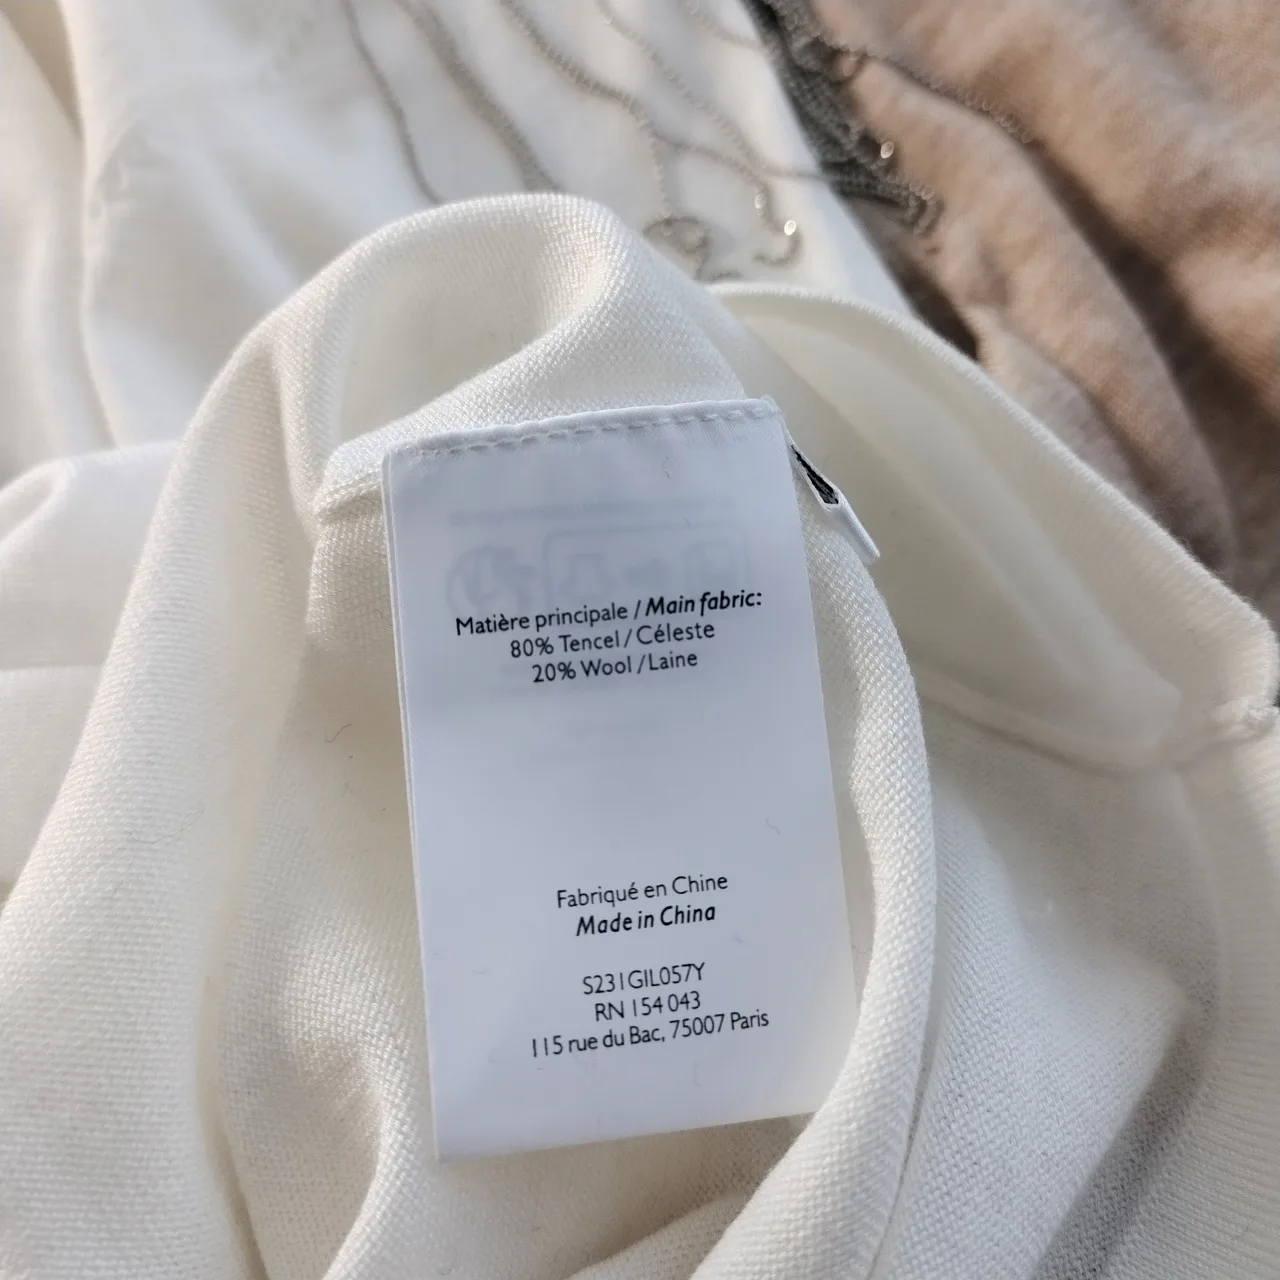 Matière principale / Main fabric:
80% Tencel / Céleste
20% Wool / Laine
Fabriqué en Chine
Made in China
S231GIL057Y
RN 154 043
115 rue du Bac, 75007 Paris